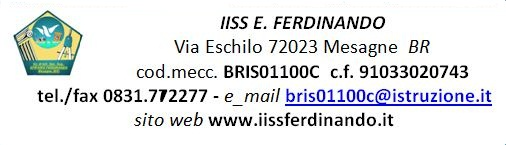 IISS E. FERDINANDO
Via Eschilo 72023 Mesagne BR
cod.mecc. BRIS01100C c.f. 91033020743
tel./fax 0831.772277 - e_mail bris01100c@istruzione.it
sito web www.iissferdinando.it